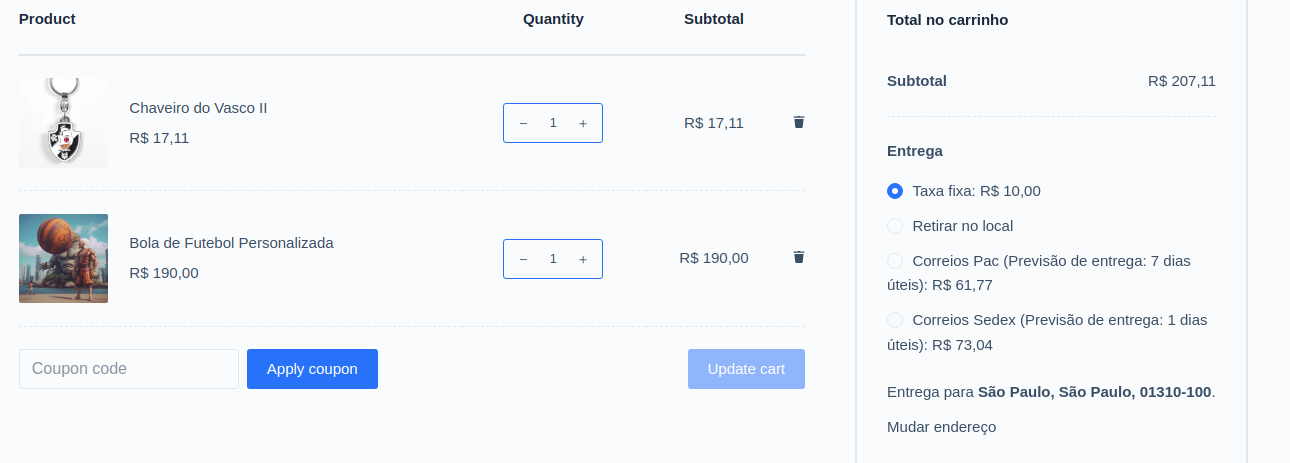 Product
Quantity
Subtotal
Chaveiro do Vasco II
R$ 17,11
− 1 +
R$ 17,11
Bola de Futebol Personalizada
R$ 190,00
− 1 +
R$ 190,00
Coupon code
Apply coupon
Update cart
Total no carrinho
Subtotal
R$ 207,11
Entrega
Taxa fixa: R$ 10,00
Retirar no local
Correios Pac (Previsão de entrega: 7 dias
úteis): R$ 61,77
Correios Sedex (Previsão de entrega: 1 dias
úteis): R$ 73,04
Entrega para São Paulo, São Paulo, 01310-100.
Mudar endereço